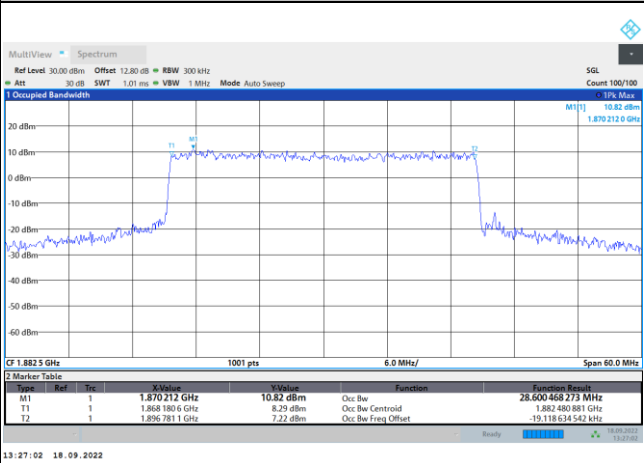 MultiView Spectrum
Ref Level 30.00 dBm Offset 12.80 dB RBW 300 kHz SGL
Att 30 dB SWT 1.01 ms VBW 1 MHz Mode Auto Sweep Count 100/100
1 Occupied Bandwidth 1Pk Max
M1[1] 10.82 dBm
1.870 212 0 GHz
20 dBm
M1
T1 T2
10 dBm
0 dBm
-10 dBm
-20 dBm
-30 dBm
-40 dBm
-50 dBm
-60 dBm
CF 1.882 5 GHz 1001 pts 6.0 MHz/ Span 60.0 MHz
2 Marker Table
Type Ref Trc X-Value Y-Value Function Function Result
M1 1 1.870 212 GHz 10.82 dBm Occ Bw 28.600 468 273 MHz
T1 1 1.868 180 6 GHz 8.29 dBm Occ Bw Centroid 1.882 480 881 GHz
T2 1 1.896 781 1 GHz 7.22 dBm Occ Bw Freq Offset -19.118 634 542 kHz
Ready 18.09.2022
13:27:02
13:27:02 18.09.2022